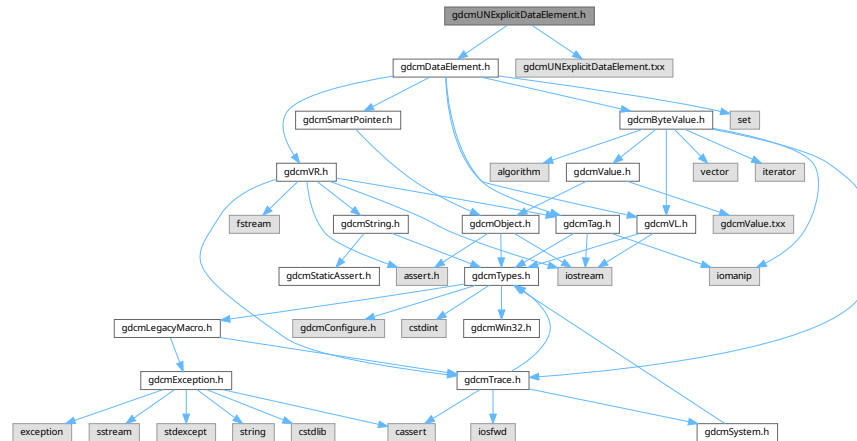 gdcmUNExplicitDataElement.h
gdcmDataElement.h
gdcmUNExplicitDataElement.txx
gdcmSmartPointer.h
gdcmByteValue.h
set
gdcmVR.h
algorithm
gdcmValue.h
vector
iterator
fstream
gdcmString.h
gdcmObject.h
gdcmTag.h
gdcmVL.h
gdcmValue.txx
gdcmStaticAssert.h
assert.h
gdcmTypes.h
iostream
iomanip
gdcmLegacyMacro.h
gdcmConfigure.h
cstdint
gdcmWin32.h
gdcmException.h
gdcmTrace.h
exception
sstream
stdexcept
string
cstdlib
cassert
iosfwd
gdcmSystem.h